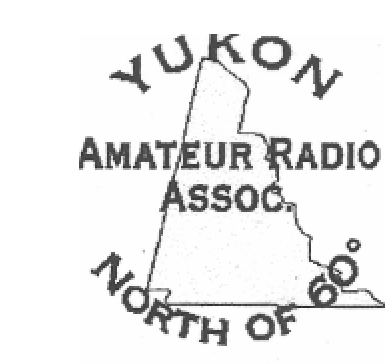 YUKON
AMATEUR RADIO
ASSOC.
NORTH OF 60°